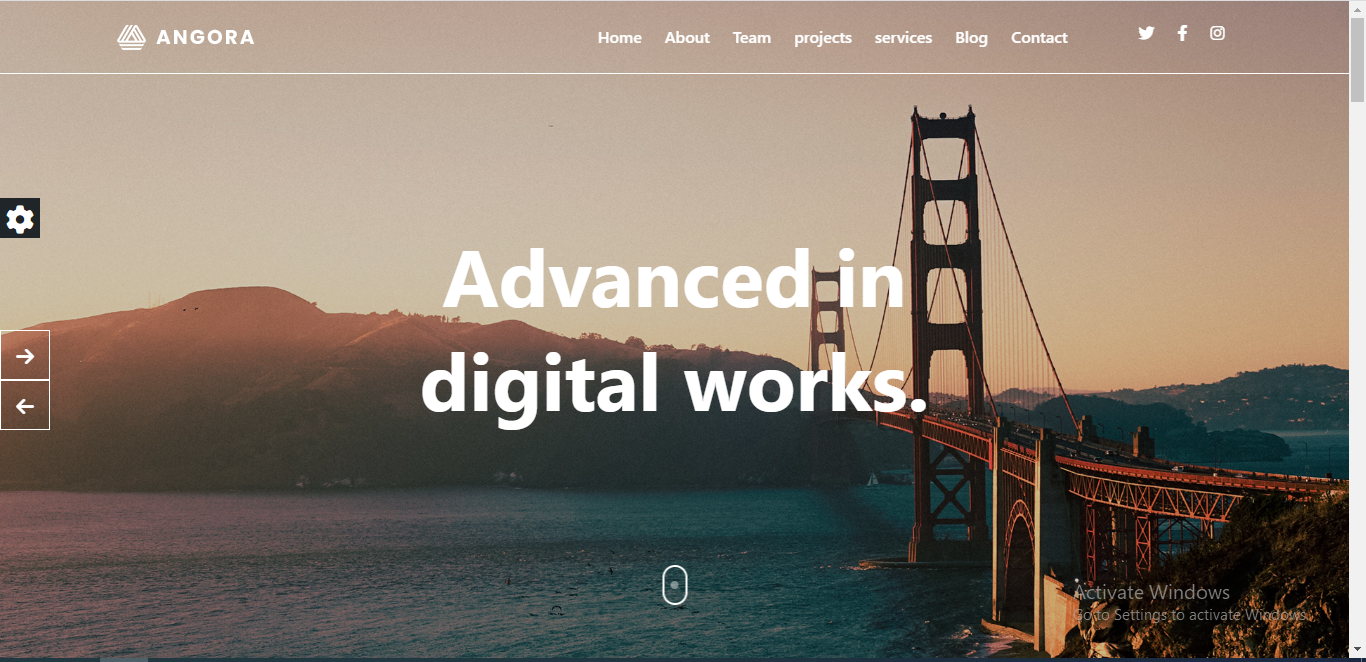 ANGORA
Home About Team projects services Blog Contact
Advanced in
digital works.
Activate Windows
Go to Settings to activate Windows.